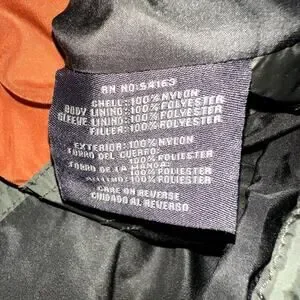 RN NO: 54163
SHELL: 100% NYLON
BODY LINING: 100% POLYESTER
SLEEVE LINING: 100% POLYESTER
FILLER: 100% POLYESTER
EXTERIOR: 100% NYLON
FORRO DEL CUERPO:
100% POLIESTER
FORRO DE LA MANGA:
100% POLIESTER
RELLENO: 100% POLIESTER
CARE ON REVERSE
CUIDADO AL REVERSO